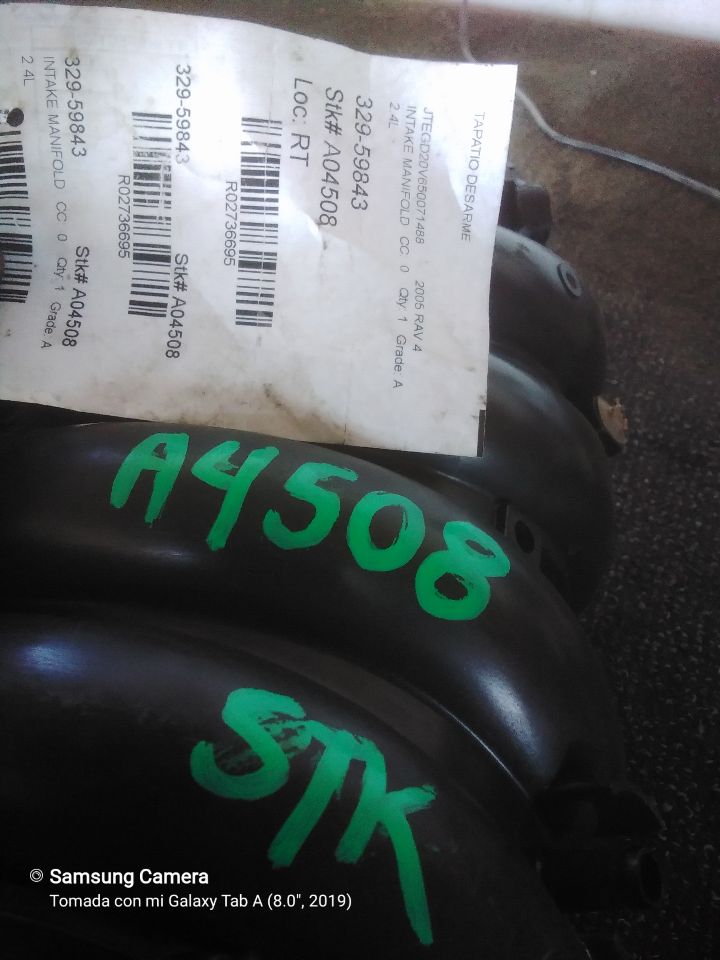 TAPATIO DESARME
JTEGD20V650071488 2005 RAV 4
INTAKE MANIFOLD CC 0 Qty 1 Grade: A
2 4L
329-59843
Stk# A04508
Loc: RT
R02736695
329-59843 Stk# A04508
R02736695
329-59843 Stk# A04508
INTAKE MANIFOLD CC 0 Qty 1 Grade: A
2 4L
A4508
STK
Samsung Camera
Tomada con mi Galaxy Tab A (8.0", 2019)